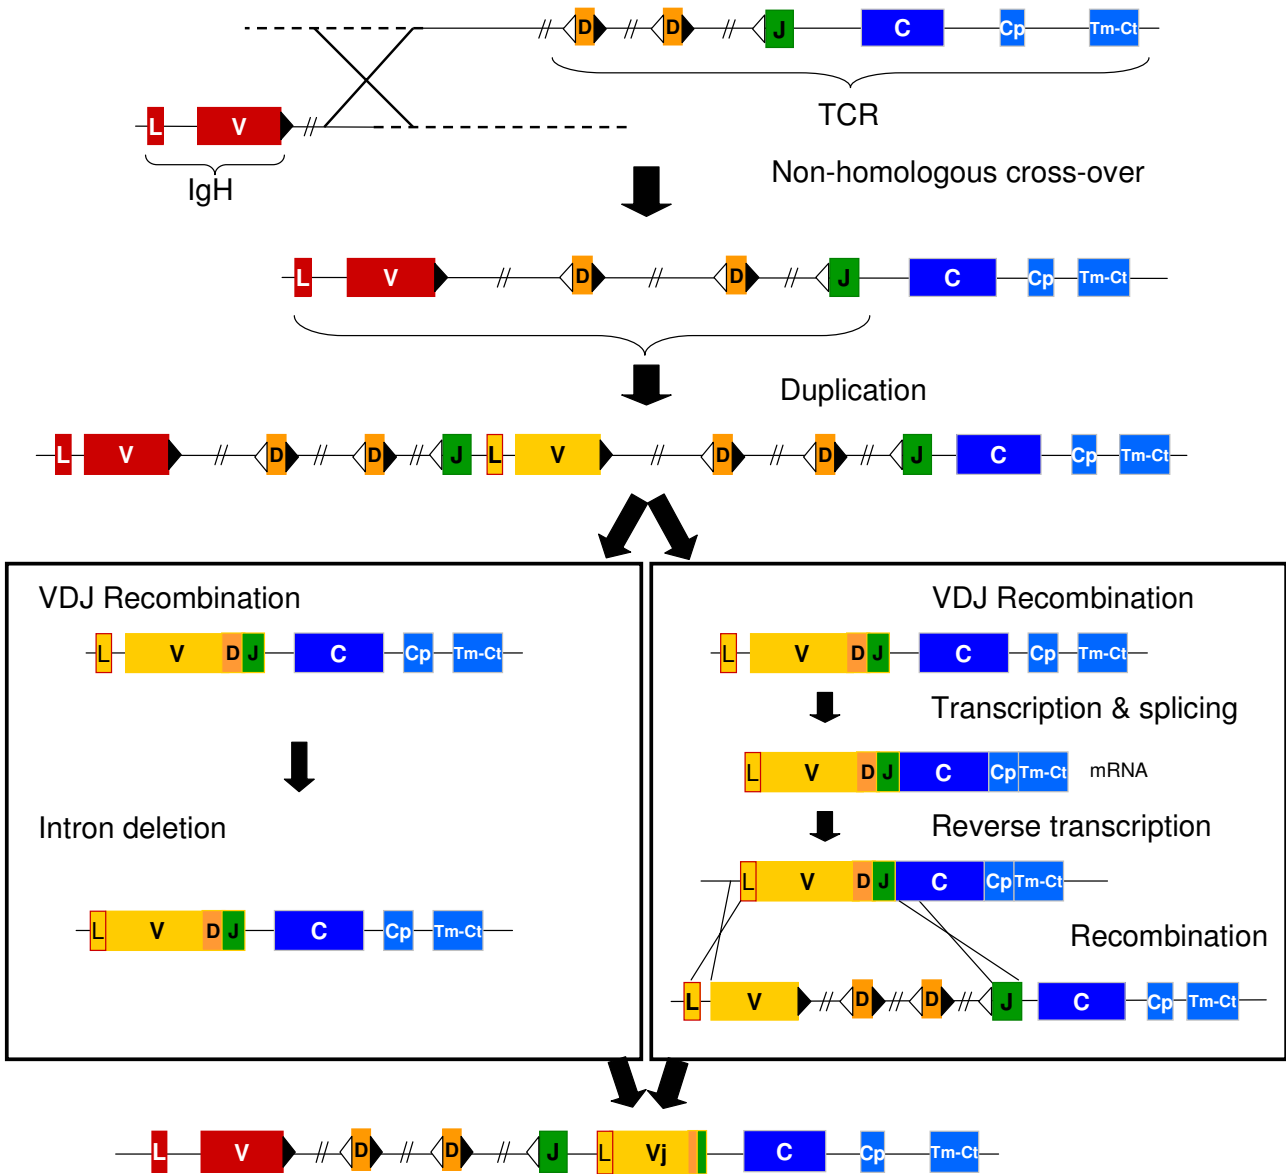 D D J C Cp Tm-Ct
TCR
L V
IgH
Non-homologous cross-over
L V D D J C Cp Tm-Ct
Duplication
L V D D J L V D D J C Cp Tm-Ct
VDJ Recombination
L V D J C Cp Tm-Ct
Intron deletion
L V D J C Cp Tm-Ct
VDJ Recombination
L V D J C Cp Tm-Ct
Transcription & splicing
L V D J C Cp Tm-Ct mRNA
Reverse transcription
L V D J C Cp Tm-Ct
Recombination
L V D D J C Cp Tm-Ct
L V D D J L Vj C Cp Tm-Ct